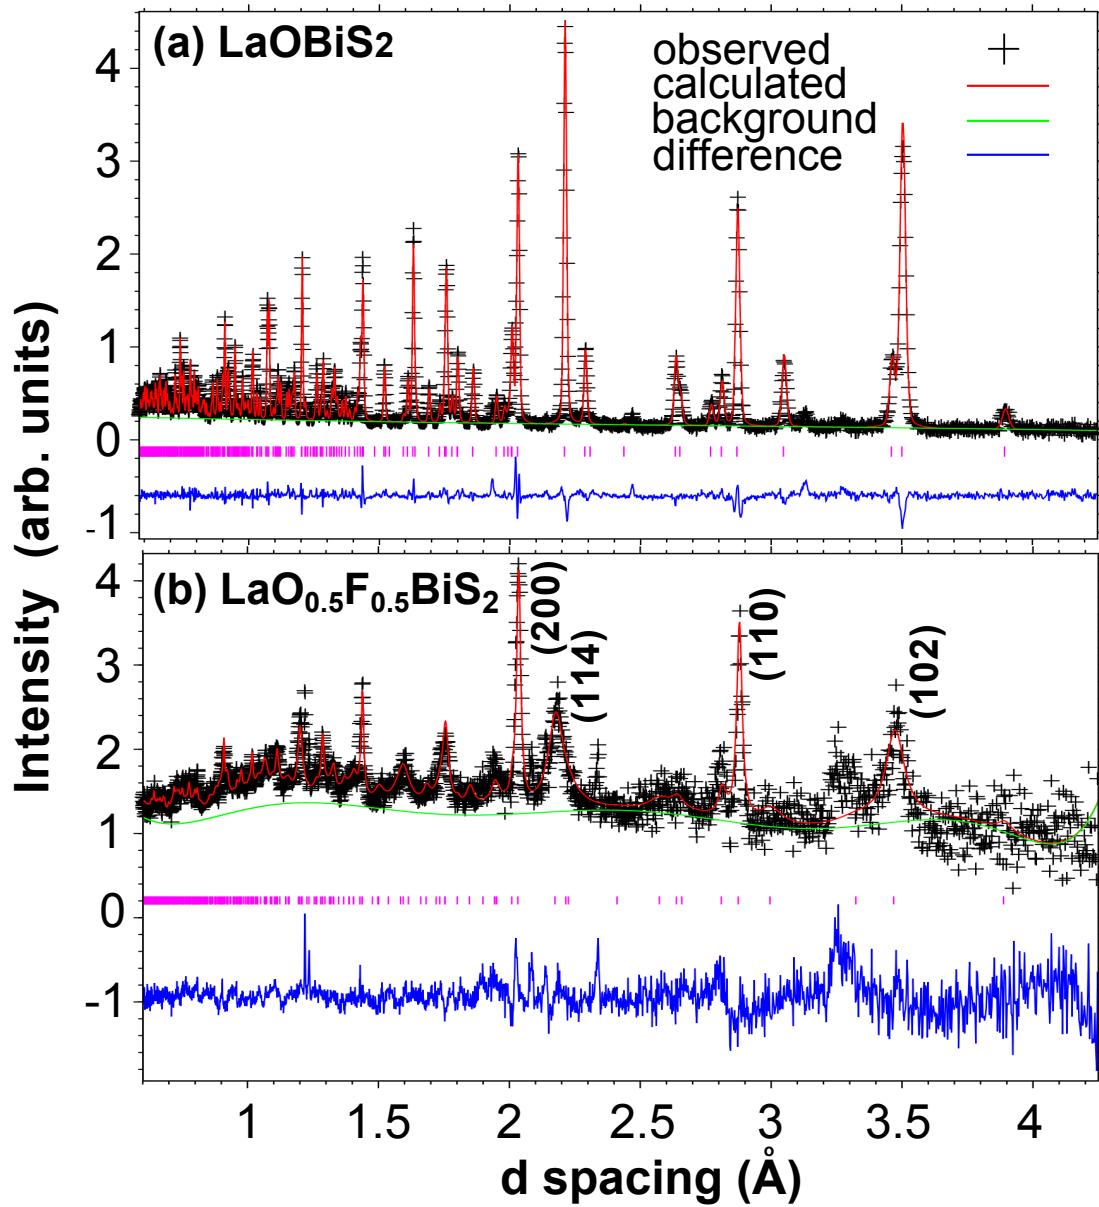 (a) LaOBiS2
observed
calculated
background
difference
4
3
2
1
0
-1
(b) LaO0.5F0.5BiS2
(200)
(114)
(110)
(102)
4
3
2
1
0
-1
Intensity (arb. units)
1 1.5 2 2.5 3 3.5 4
d spacing (Å)